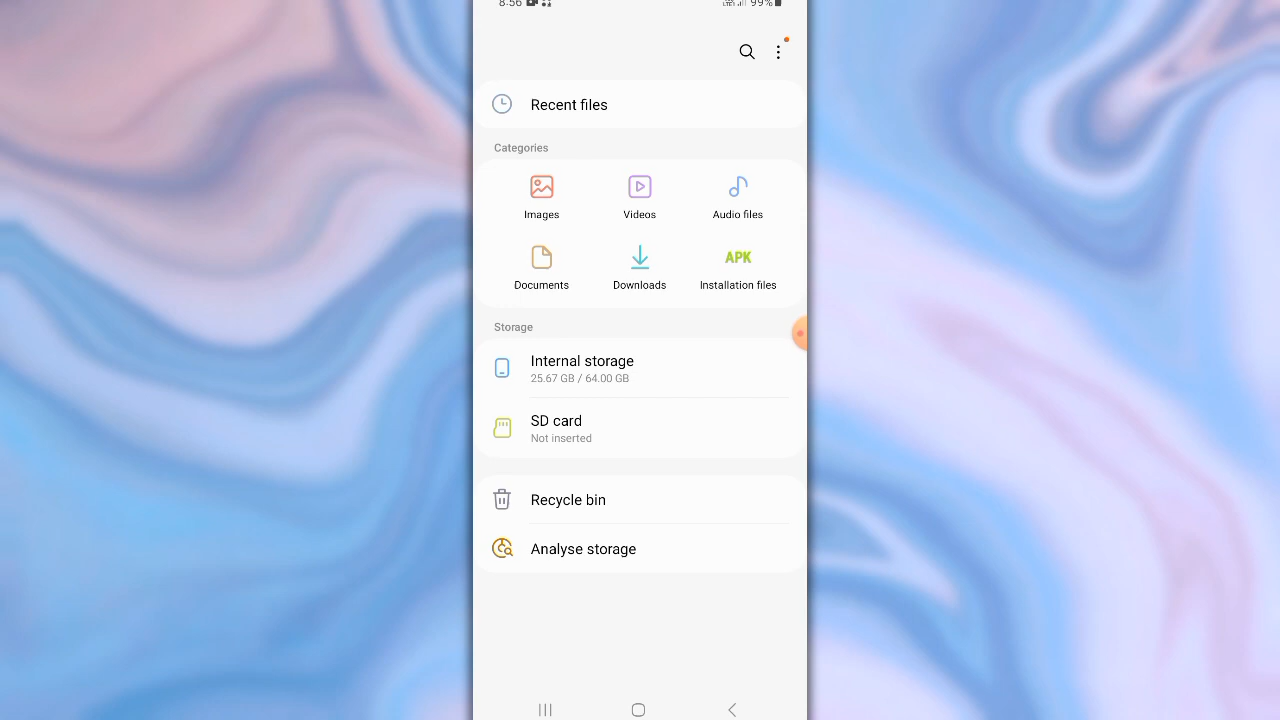 8:56
99%
Recent files
Categories
Images Videos Audio files
APK
Documents Downloads Installation files
Storage
Internal storage
25.67 GB / 64.00 GB
SD card
Not inserted
Recycle bin
Analyse storage